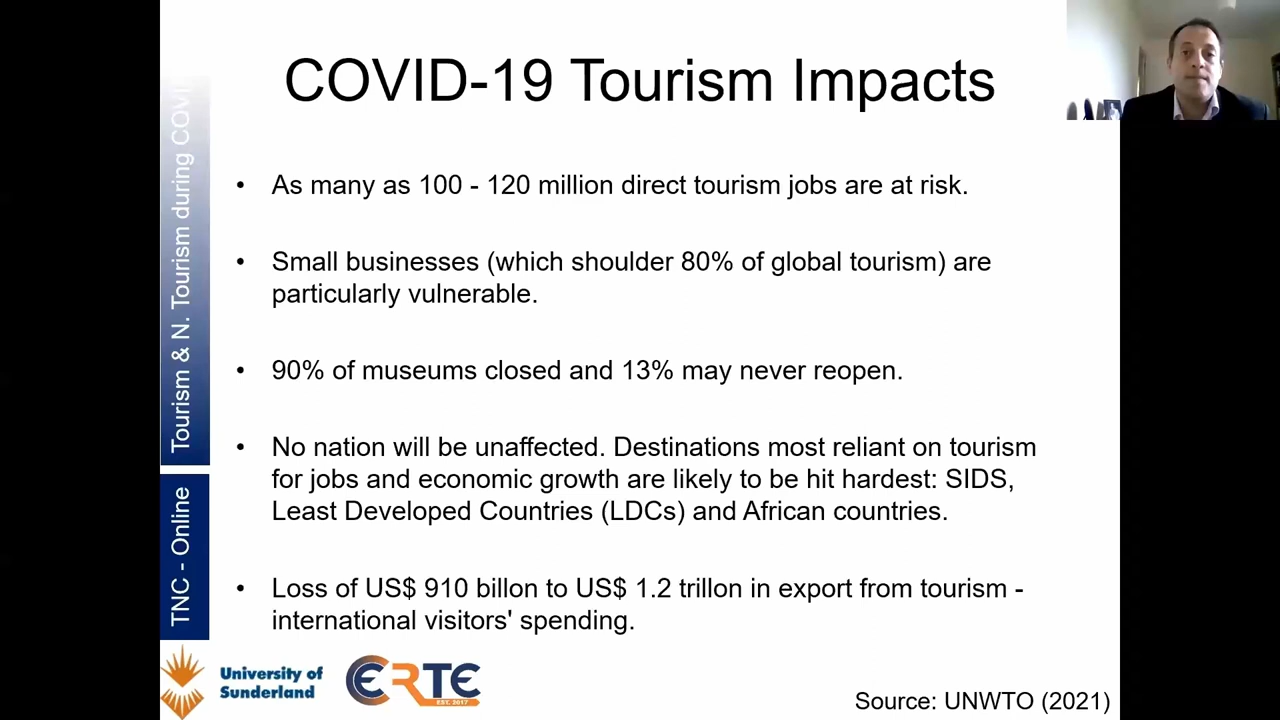 COVID-19 Tourism Impacts
• As many as 100 - 120 million direct tourism jobs are at risk.
• Small businesses (which shoulder 80% of global tourism) are
particularly vulnerable.
• 90% of museums closed and 13% may never reopen.
• No nation will be unaffected. Destinations most reliant on tourism
for jobs and economic growth are likely to be hit hardest: SIDS,
Least Developed Countries (LDCs) and African countries.
• Loss of US$ 910 billon to US$ 1.2 trillon in export from tourism -
international visitors' spending.
Tourism & N. Tourism during COVI
TNC - Online
University of
Sunderland
CERTE
EST. 2017
Source: UNWTO (2021)